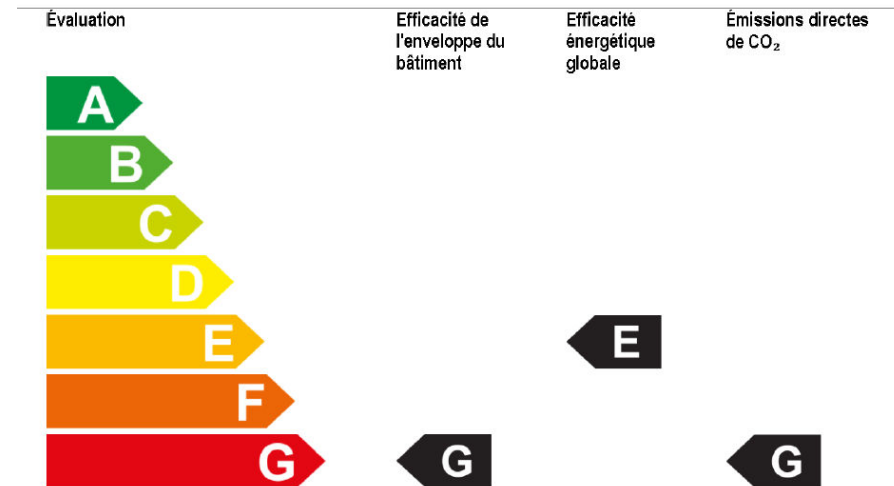 Évaluation
Efficacité de
l'enveloppe du
bâtiment
Efficacité
énergétique
globale
Émissions directes
de CO₂
A
B
C
D
E
E
F
G
G
G